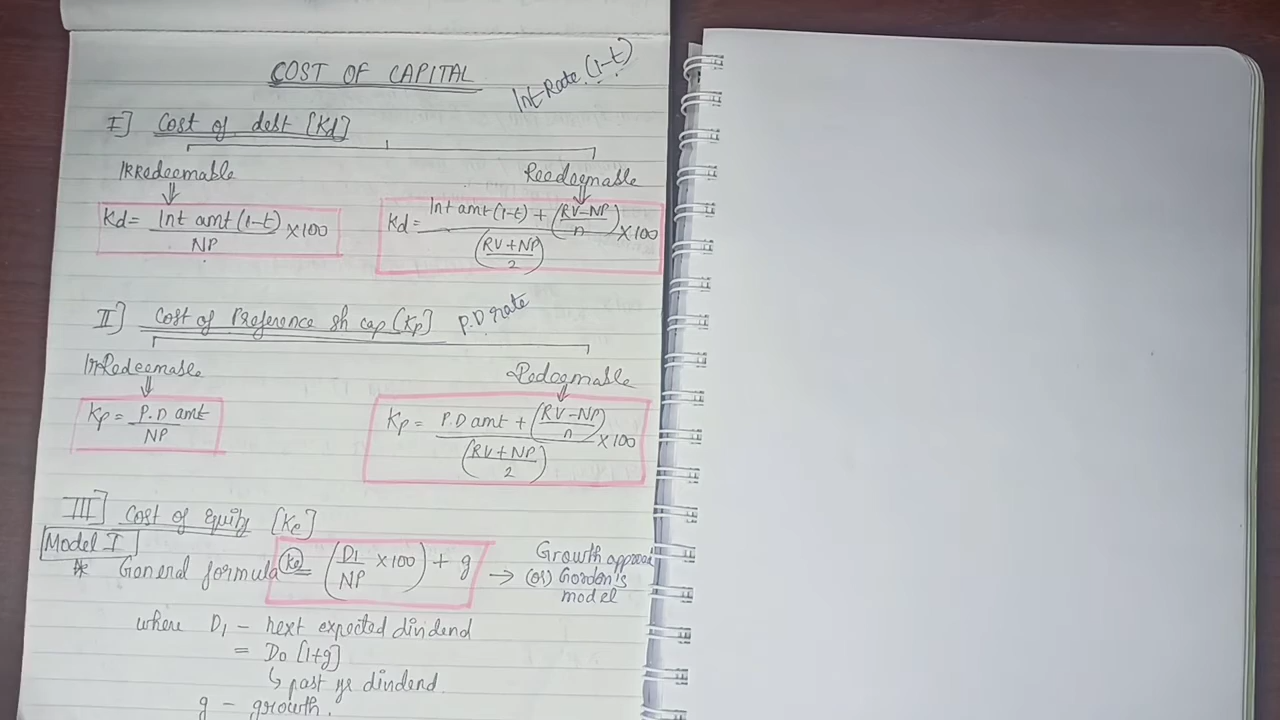 COST OF CAPITAL
Int Rate (1-t)
I] Cost of debt [Kd]
IRRedeemable Reedeemable
Kd = Int amt (1-t) / NP × 100
Kd = Int amt (1-t) + (RV-NP / n) / (RV+NP / 2) × 100
II] Cost of Preference sh cap [Kp] P.D rate
IrrRedeemable Redeemable
Kp = P.D amt / NP
Kp = P.D amt + (RV-NP / n) / (RV+NP / 2) × 100
III] Cost of Equity [Ke]
Model I
* General formula Ke = (D1 / NP × 100) + g → Growth approach
(or) Gordon's
model
where D1 - next expected dividend
= D0 [1+g]
↳ past yr dividend.
g - growth.